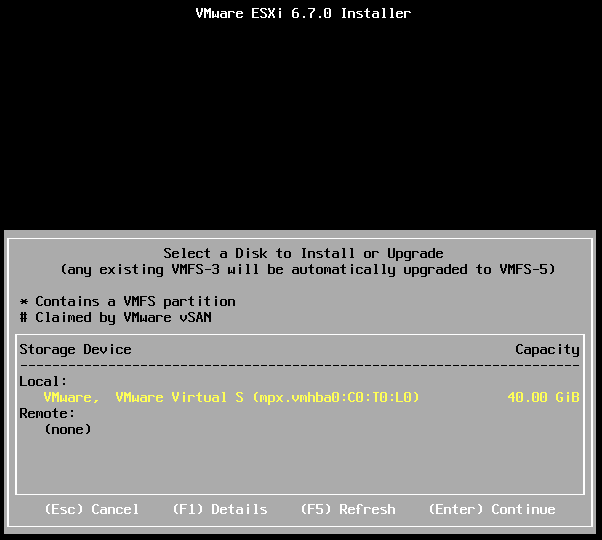 VMware ESXi 6.7.0 Installer
Select a Disk to Install or Upgrade
(any existing VMFS-3 will be automatically upgraded to VMFS-5)
* Contains a VMFS partition
# Claimed by VMware vSAN
Storage Device Capacity
--------------------------------------------------------------------
Local:
VMware,  VMware Virtual S (mpx.vmhba0:C0:T0:L0) 40.00 GiB
Remote:
(none)
(Esc) Cancel (F1) Details (F5) Refresh (Enter) Continue